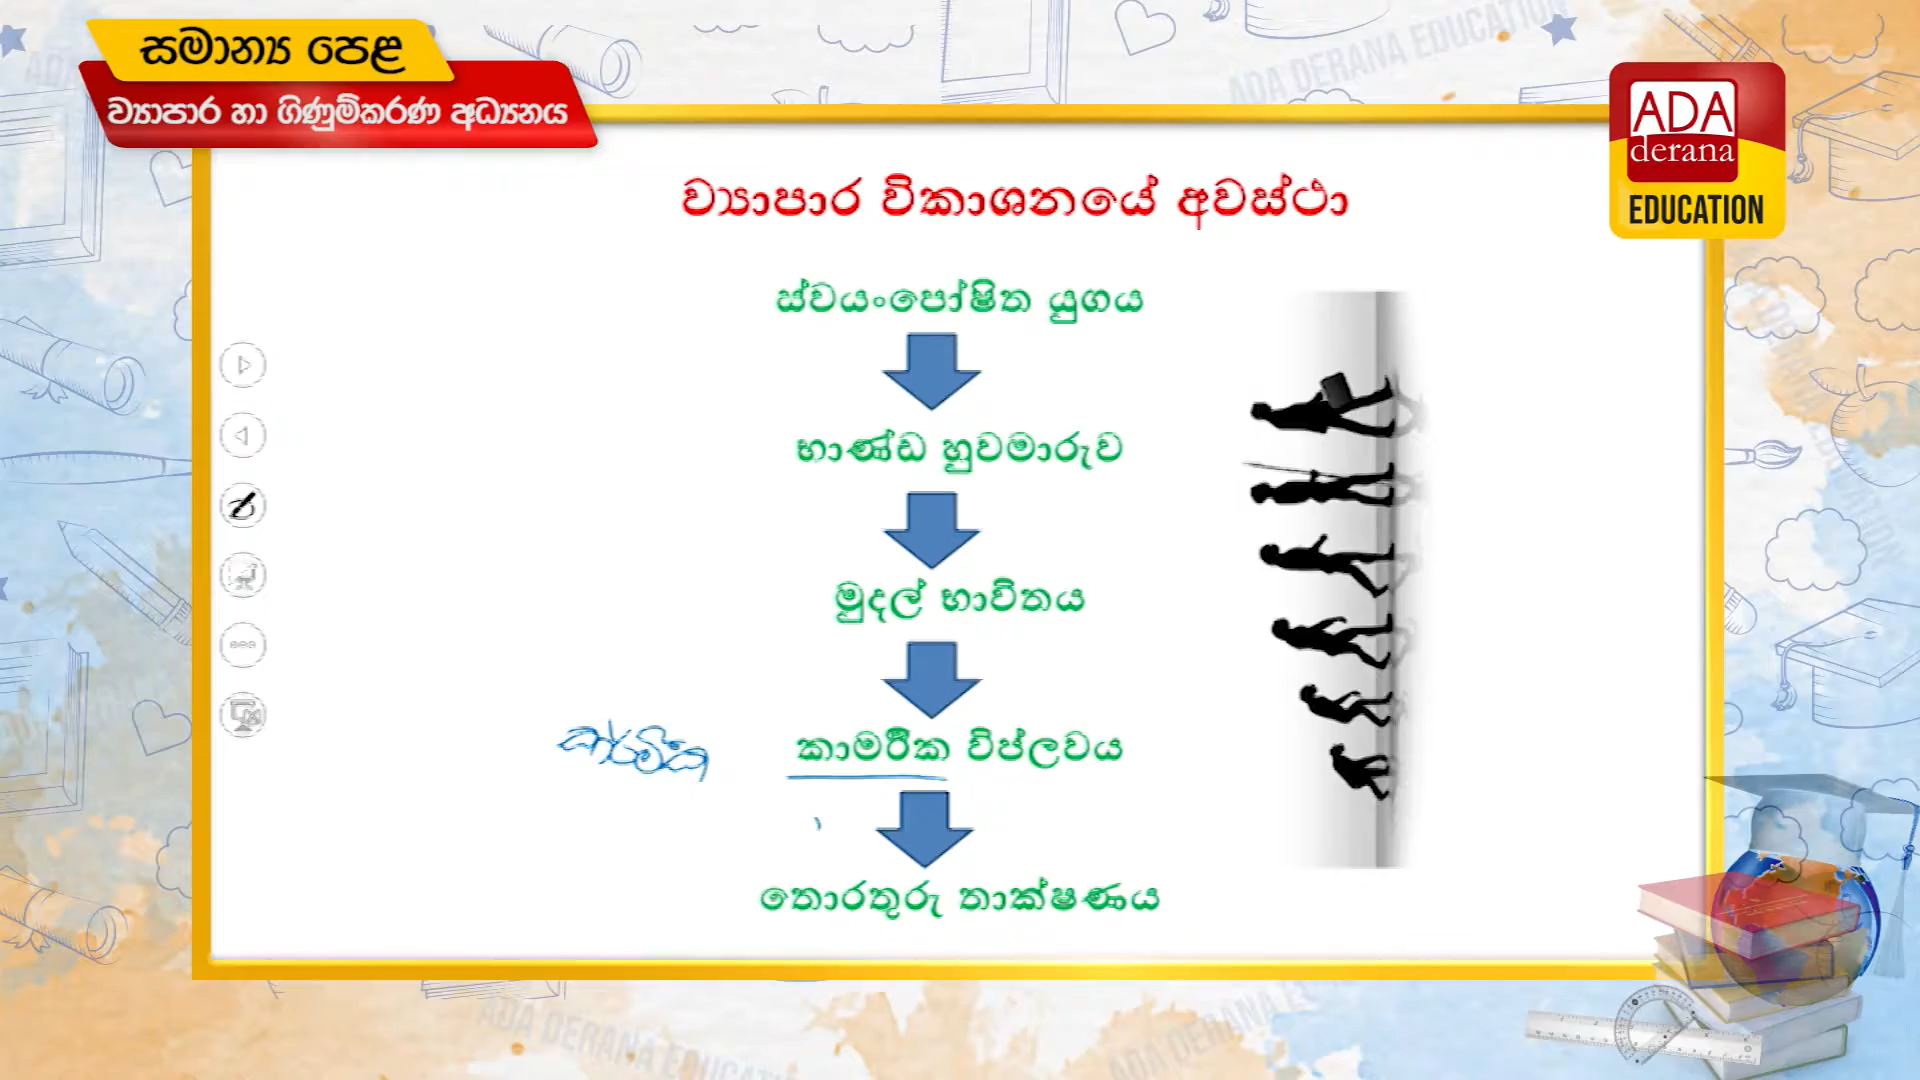 සමාන්‍ය පෙළ
ව්‍යාපාර හා ගිණුම්කරණ අධ්‍යනය
ADA
derana
EDUCATION
ව්‍යාපාර විකාශනයේ අවස්ථා
ස්වයංපෝෂිත යුගය
භාණ්ඩ හුවමාරුව
මුදල් භාවිතය
කාර්මික කාමරික විප්ලවය
තොරතුරු තාක්ෂණය